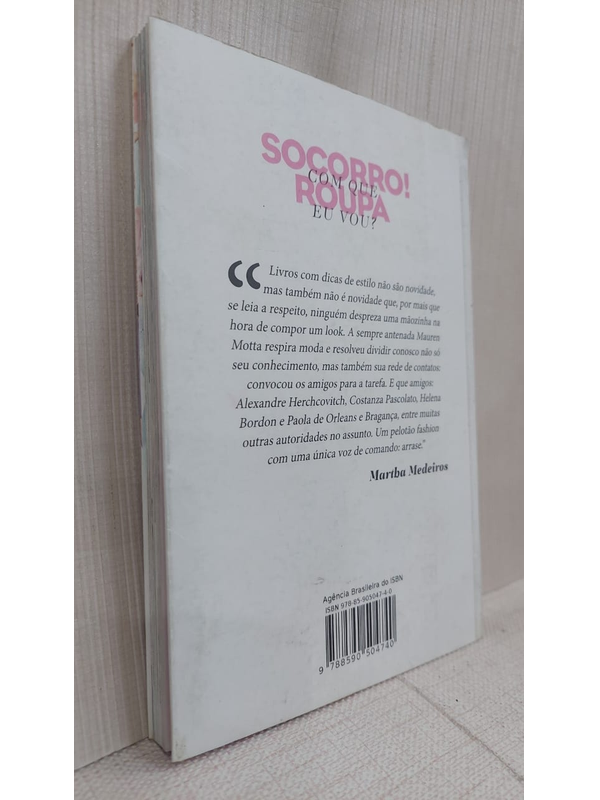 SOCORRO!
COM QUE
ROUPA
EU VOU?
“ Livros com dicas de estilo não são novidade,
mas também não é novidade que, por mais que
se leia a respeito, ninguém despreza uma mãozinha na
hora de compor um look. A sempre antenada Mauren
Motta respira moda e resolveu dividir conosco não só
seu conhecimento, mas também sua rede de contatos:
convocou os amigos para a tarefa. E que amigos:
Alexandre Herchcovitch, Costanza Pascolato, Helena
Bordon e Paola de Orleans e Bragança, entre muitas
outras autoridades no assunto. Um pelotão fashion
com uma única voz de comando: arrase.”
Martha Medeiros
Agência Brasileira do ISBN
ISBN 978-85-905047-4-0
9 788590 504740